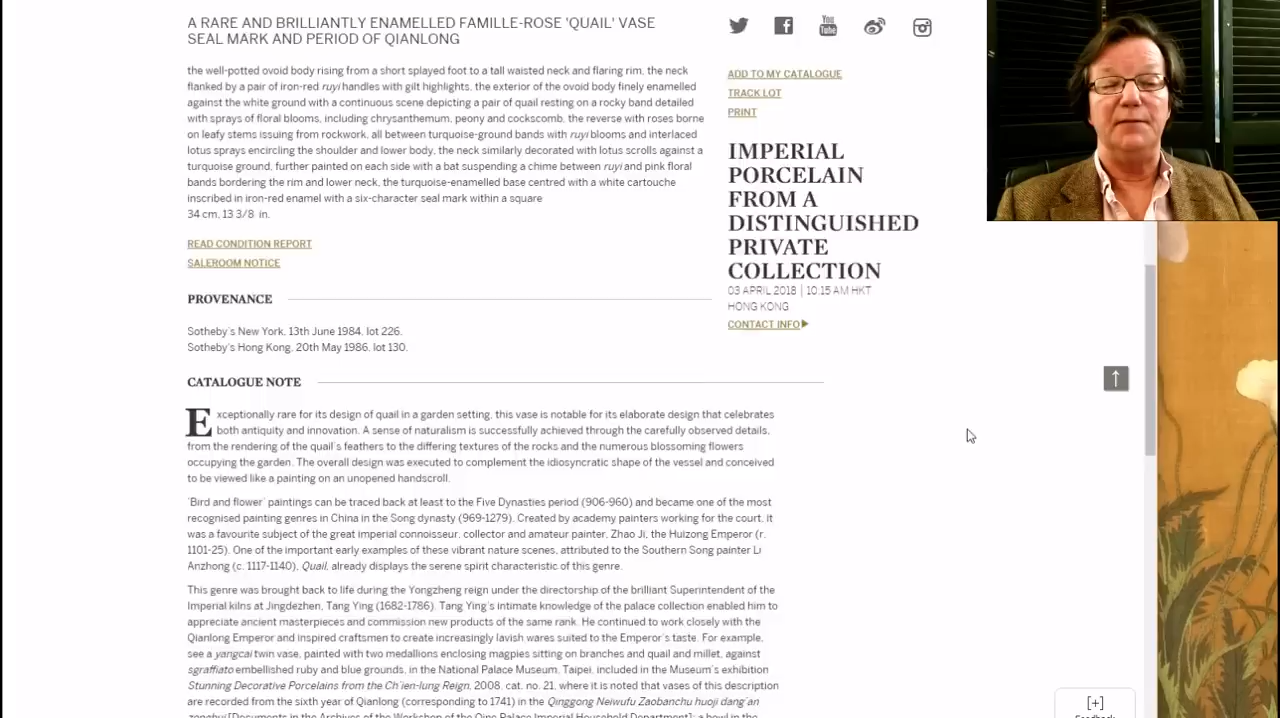 A RARE AND BRILLIANTLY ENAMELLED FAMILLE-ROSE 'QUAIL' VASE
SEAL MARK AND PERIOD OF QIANLONG
the well-potted ovoid body rising from a short splayed foot to a tall waisted neck and flaring rim, the neck
flanked by a pair of iron-red ruyi handles with gilt highlights, the exterior of the ovoid body finely enamelled
against the white ground with a continuous scene depicting a pair of quail resting on a rocky band detailed
with sprays of floral blooms, including chrysanthemum, peony and cockscomb, the reverse with roses borne
on leafy stems issuing from rockwork, all between turquoise-ground bands with ruyi blooms and interlaced
lotus sprays encircling the shoulder and lower body, the neck similarly decorated with lotus scrolls against a
turquoise ground, further painted on each side with a bat suspending a chime between ruyi and pink floral
bands bordering the rim and lower neck, the turquoise-enamelled base centred with a white cartouche
inscribed in iron-red enamel with a six-character seal mark within a square
34 cm, 13 3/8 in.
READ CONDITION REPORT
SALEROOM NOTICE
PROVENANCE
Sotheby's New York, 13th June 1984, lot 226.
Sotheby's Hong Kong, 20th May 1986, lot 130.
CATALOGUE NOTE
Exceptionally rare for its design of quail in a garden setting, this vase is notable for its elaborate design that celebrates
both antiquity and innovation. A sense of naturalism is successfully achieved through the carefully observed details,
from the rendering of the quail's feathers to the differing textures of the rocks and the numerous blossoming flowers
occupying the garden. The overall design was executed to complement the idiosyncratic shape of the vessel and conceived
to be viewed like a painting on an unopened handscroll.
'Bird and flower' paintings can be traced back at least to the Five Dynasties period (906-960) and became one of the most
recognised painting genres in China in the Song dynasty (969-1279). Created by academy painters working for the court, it
was a favourite subject of the great imperial connoisseur, collector and amateur painter, Zhao Ji, the Huizong Emperor (r.
1101-25). One of the important early examples of these vibrant nature scenes, attributed to the Southern Song painter Li
Anzhong (c. 1117-1140), Quail, already displays the serene spirit characteristic of this genre.
This genre was brought back to life during the Yongzheng reign under the directorship of the brilliant Superintendent of the
Imperial kilns at Jingdezhen, Tang Ying (1682-1786). Tang Ying's intimate knowledge of the palace collection enabled him to
appreciate ancient masterpieces and commission new products of the same rank. He continued to work closely with the
Qianlong Emperor and inspired craftsmen to create increasingly lavish wares suited to the Emperor's taste. For example,
see a yangcai twin vase, painted with two medallions enclosing magpies sitting on branches and quail and millet, against
sgraffiato embellished ruby and blue grounds, in the National Palace Museum, Taipei, included in the Museum's exhibition
Stunning Decorative Porcelains from the Ch'ien-lung Reign, 2008, cat. no. 21, where it is noted that vases of this description
are recorded from the sixth year of Qianlong (corresponding to 1741) in the Qinggong Neiwufu Zaobanchu huoji dang'an
zonghui [Documents in the Archives of the Workshop of the Qing Palace Imperial Household Department]; a bowl in the
You Tube
ADD TO MY CATALOGUE
TRACK LOT
PRINT
IMPERIAL
PORCELAIN
FROM A
DISTINGUISHED
PRIVATE
COLLECTION
03 APRIL 2018 | 10:15 AM HKT
HONG KONG
CONTACT INFO
[+]
Feedback